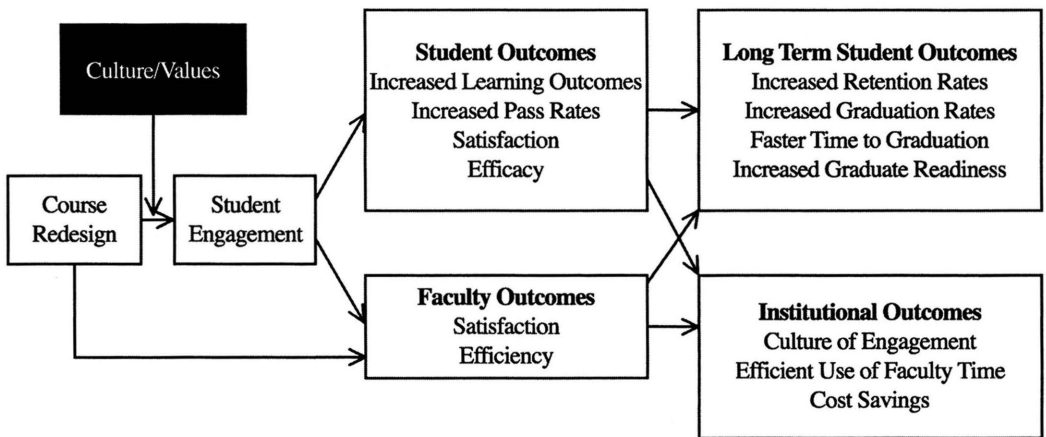 Culture/Values
Course
Redesign
Student
Engagement
Student Outcomes
Increased Learning Outcomes
Increased Pass Rates
Satisfaction
Efficacy
Faculty Outcomes
Satisfaction
Efficiency
Long Term Student Outcomes
Increased Retention Rates
Increased Graduation Rates
Faster Time to Graduation
Increased Graduate Readiness
Institutional Outcomes
Culture of Engagement
Efficient Use of Faculty Time
Cost Savings